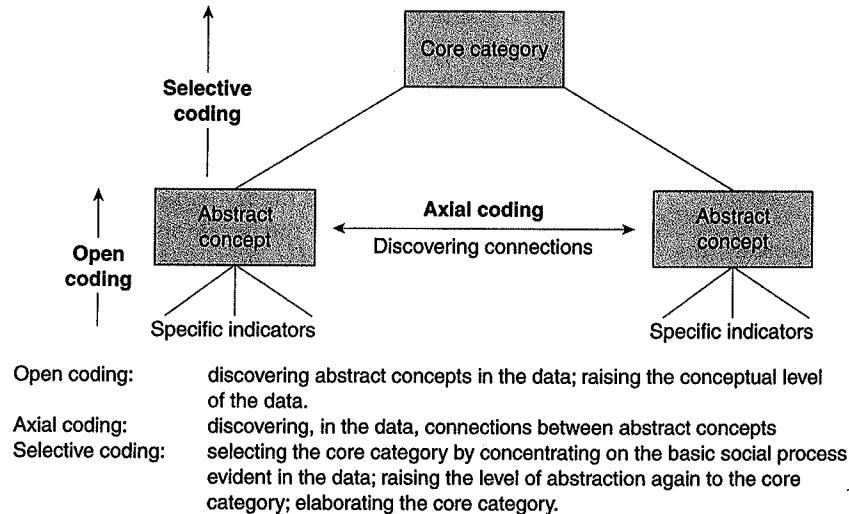 Core category
Selective
coding
Abstract
concept
Axial coding
Discovering connections
Abstract
concept
Open
coding
Specific indicators
Specific indicators
Open coding: discovering abstract concepts in the data; raising the conceptual level
of the data.
Axial coding: discovering, in the data, connections between abstract concepts
Selective coding: selecting the core category by concentrating on the basic social process
evident in the data; raising the level of abstraction again to the core
category; elaborating the core category.